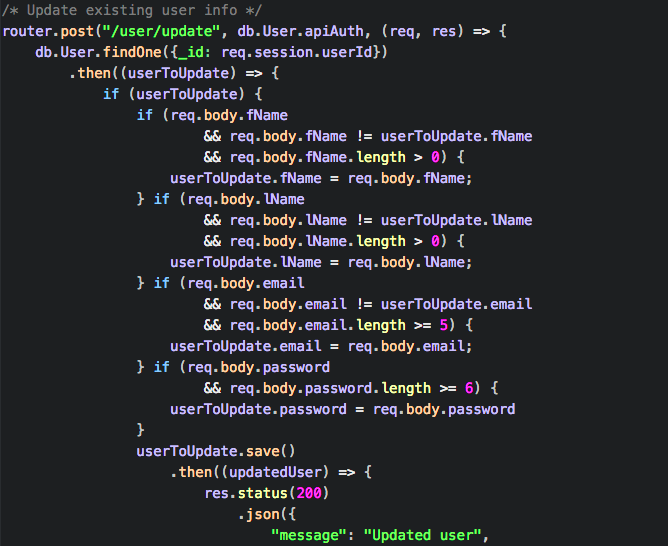 /* Update existing user info */
router.post("/user/update", db.User.apiAuth, (req, res) => {
    db.User.findOne({_id: req.session.userId})
        .then((userToUpdate) => {
            if (userToUpdate) {
                if (req.body.fName
                        && req.body.fName != userToUpdate.fName
                        && req.body.fName.length > 0) {
                    userToUpdate.fName = req.body.fName;
                } if (req.body.lName
                        && req.body.lName != userToUpdate.lName
                        && req.body.lName.length > 0) {
                    userToUpdate.lName = req.body.lName;
                } if (req.body.email
                        && req.body.email != userToUpdate.email
                        && req.body.email.length >= 5) {
                    userToUpdate.email = req.body.email;
                } if (req.body.password
                        && req.body.password.length >= 6) {
                    userToUpdate.password = req.body.password
                }
                userToUpdate.save()
                    .then((updatedUser) => {
                        res.status(200)
                            .json({
                                "message": "Updated user",